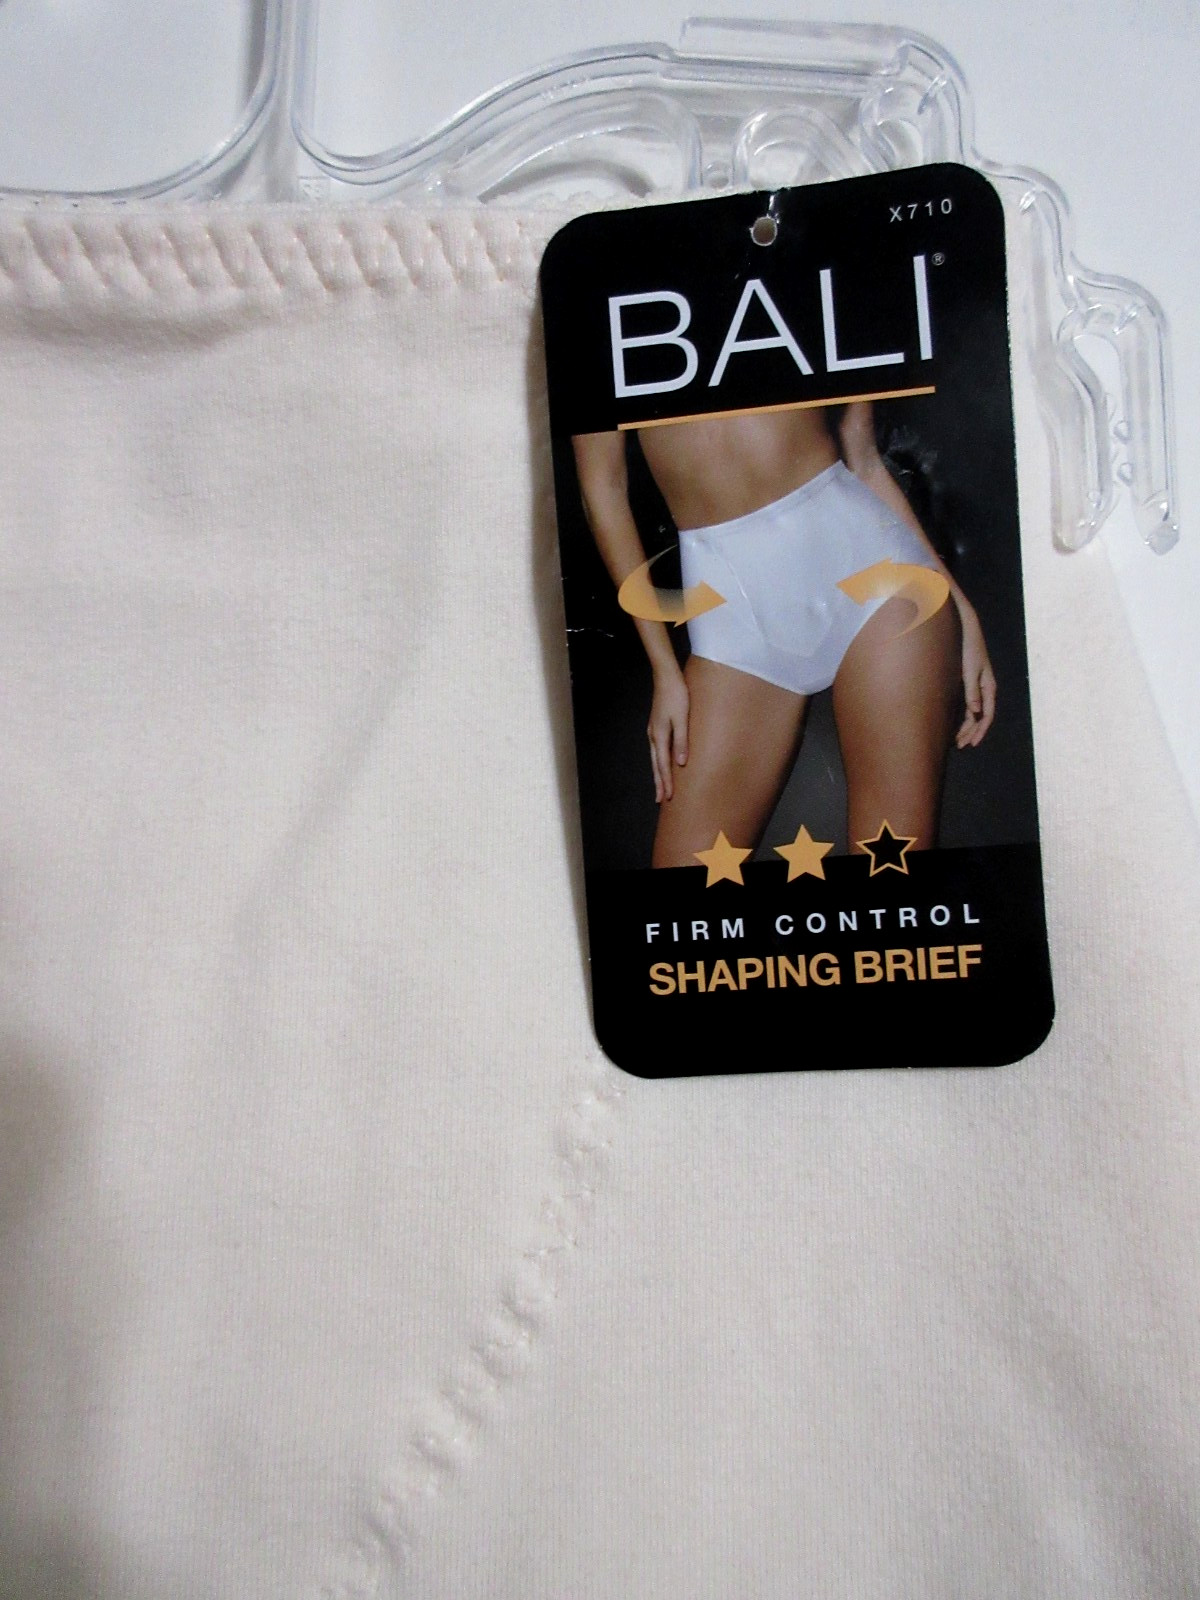 X710
BALI®
FIRM CONTROL
SHAPING BRIEF